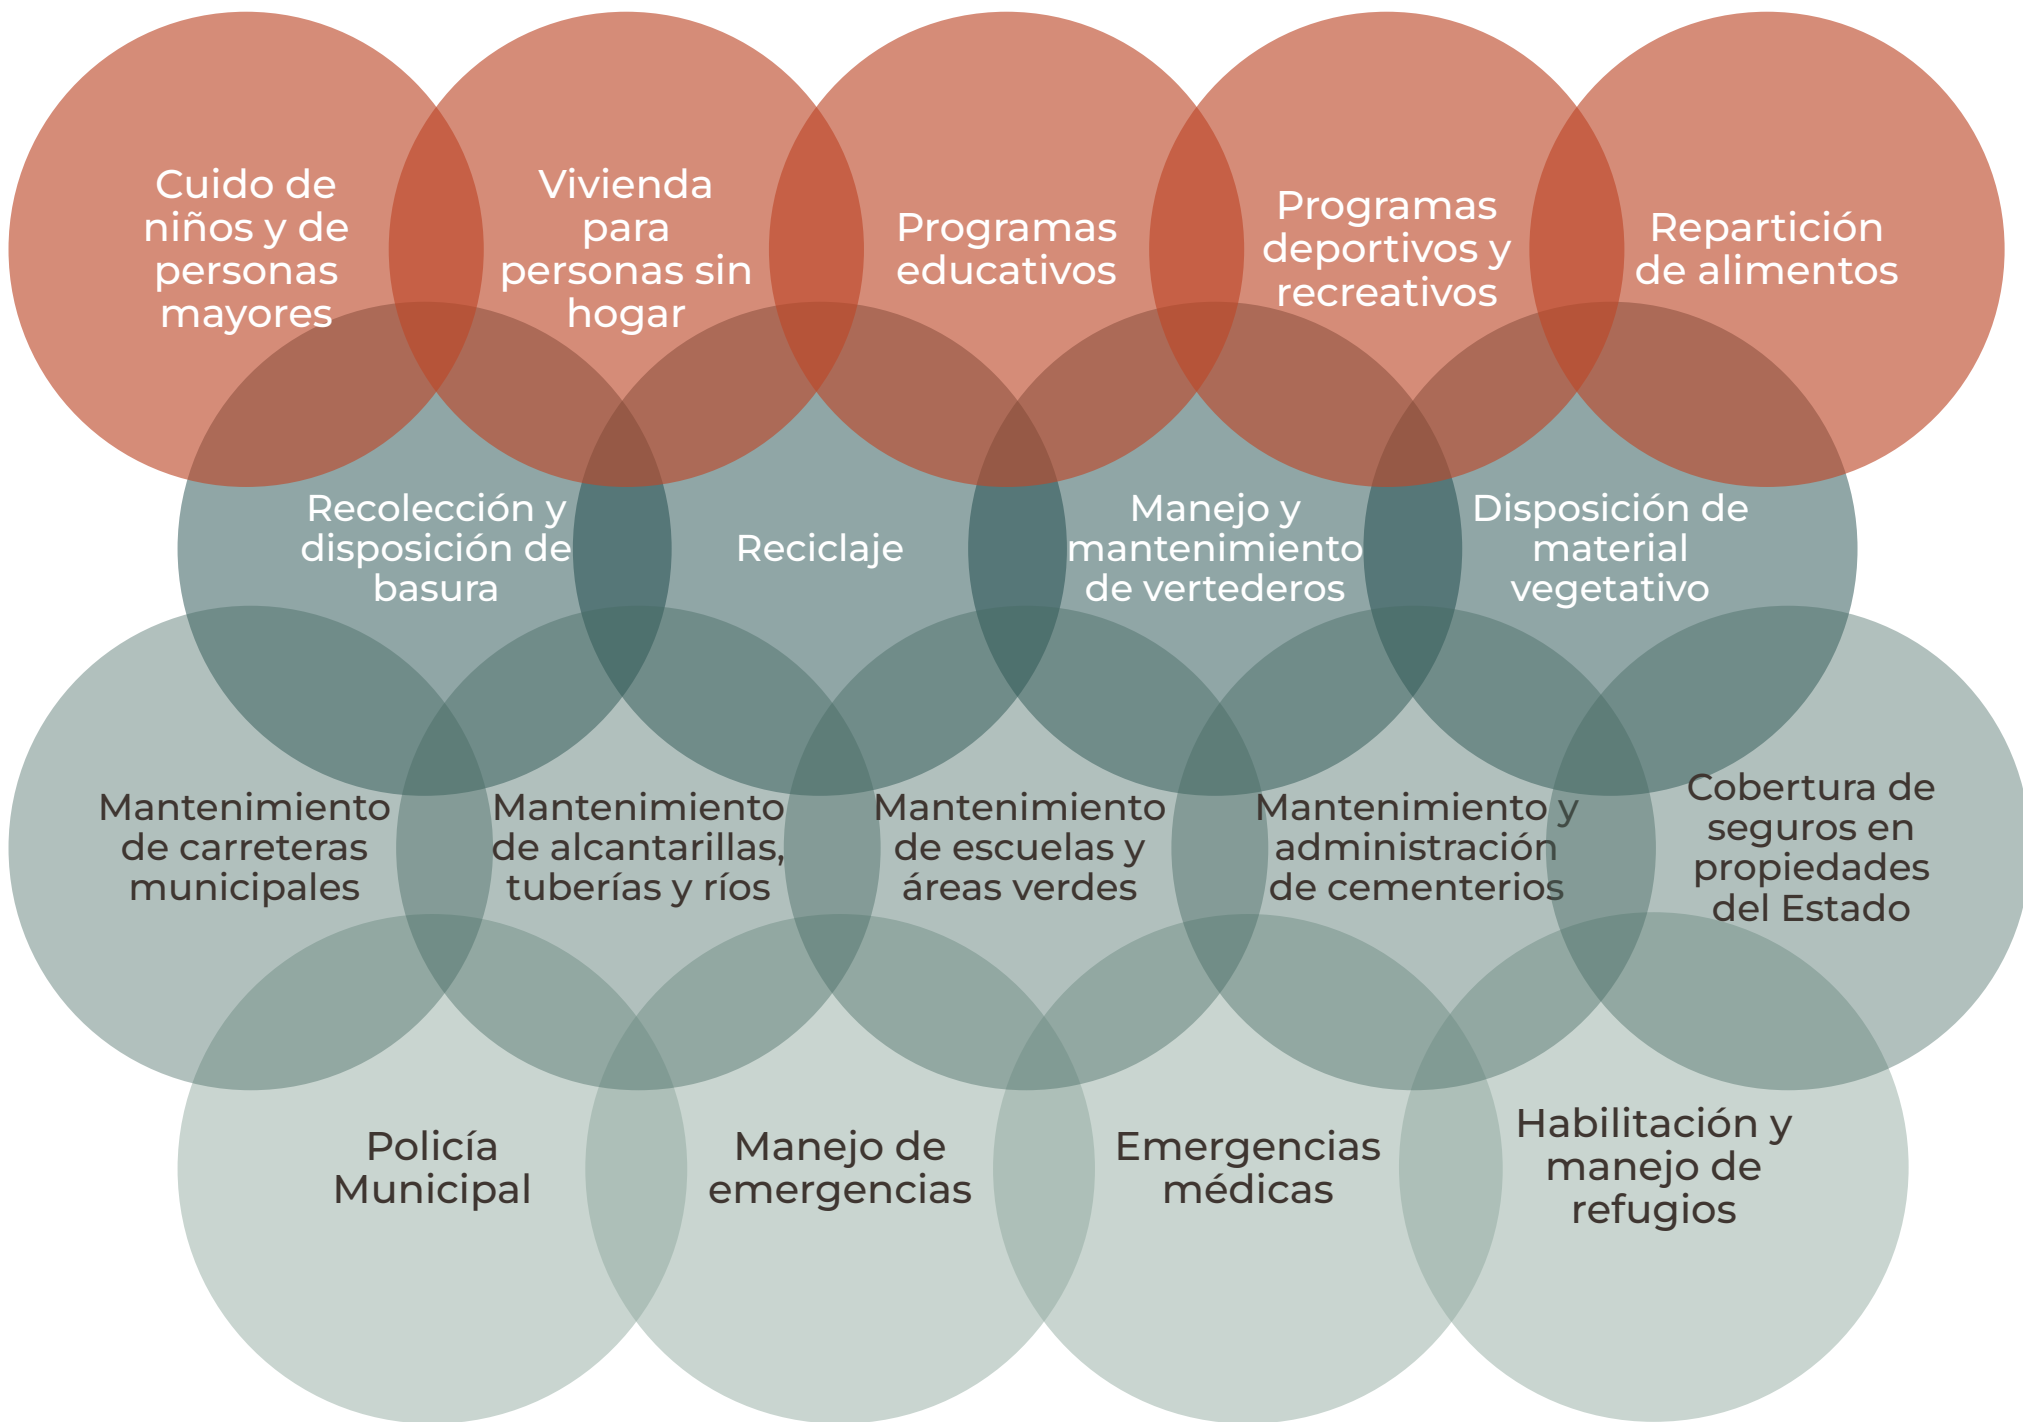 Cuido de
niños y de
personas
mayores
Vivienda
para
personas sin
hogar
Programas
educativos
Programas
deportivos y
recreativos
Repartición
de alimentos
Recolección y
disposición de
basura
Reciclaje
Manejo y
mantenimiento
de vertederos
Disposición de
material
vegetativo
Mantenimiento
de carreteras
municipales
Mantenimiento
de alcantarillas,
tuberías y ríos
Mantenimiento
de escuelas y
áreas verdes
Mantenimiento y
administración
de cementerios
Cobertura de
seguros en
propiedades
del Estado
Policía
Municipal
Manejo de
emergencias
Emergencias
médicas
Habilitación y
manejo de
refugios